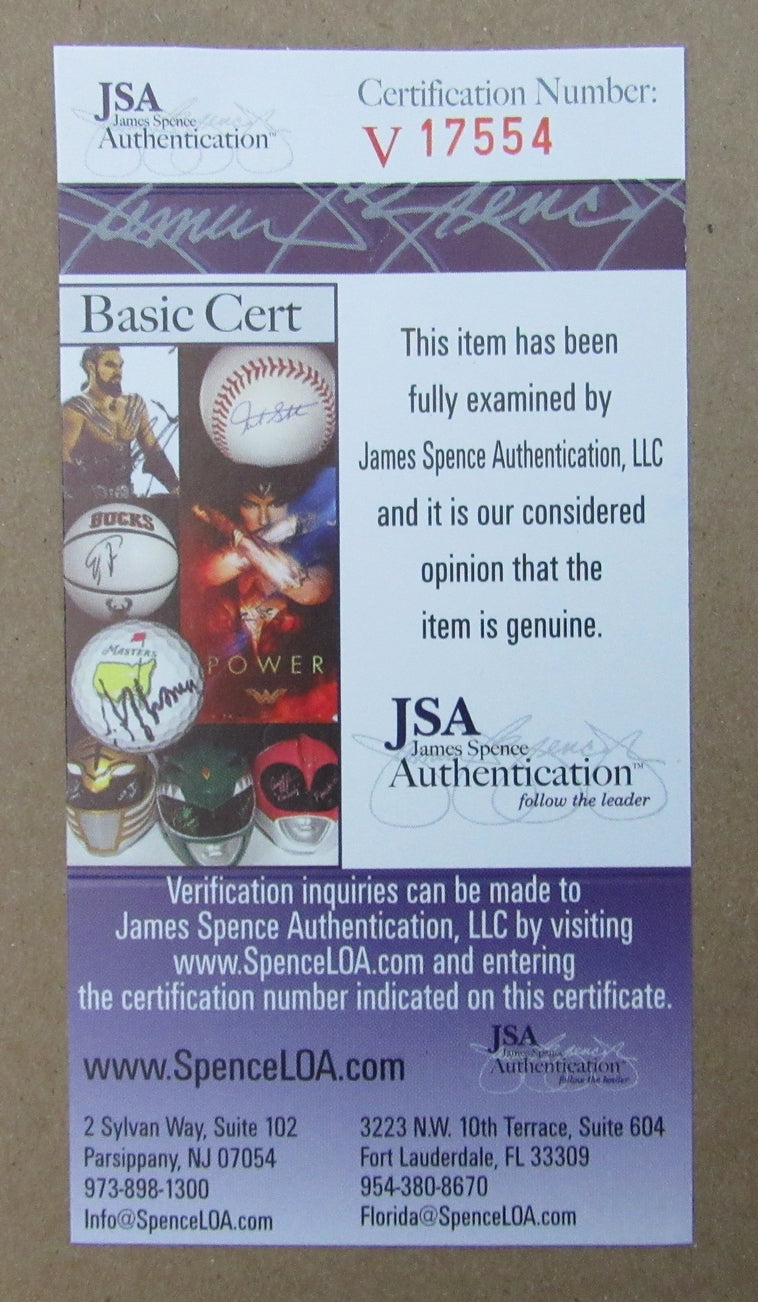 JSA
James Spence
Authentication™
Certification Number:
V 17554
James Spence
Basic Cert
BUCKS
MASTERS
POWER
This item has been
fully examined by
James Spence Authentication, LLC
and it is our considered
opinion that the
item is genuine.
JSA
James Spence
Authentication™
follow the leader
Verification inquiries can be made to
James Spence Authentication, LLC by visiting
www.SpenceLOA.com and entering
the certification number indicated on this certificate.
www.SpenceLOA.com
JSA
James Spence
Authentication™
follow the leader
2 Sylvan Way, Suite 102
Parsippany, NJ 07054
973-898-1300
Info@SpenceLOA.com
3223 N.W. 10th Terrace, Suite 604
Fort Lauderdale, FL 33309
954-380-8670
Florida@SpenceLOA.com